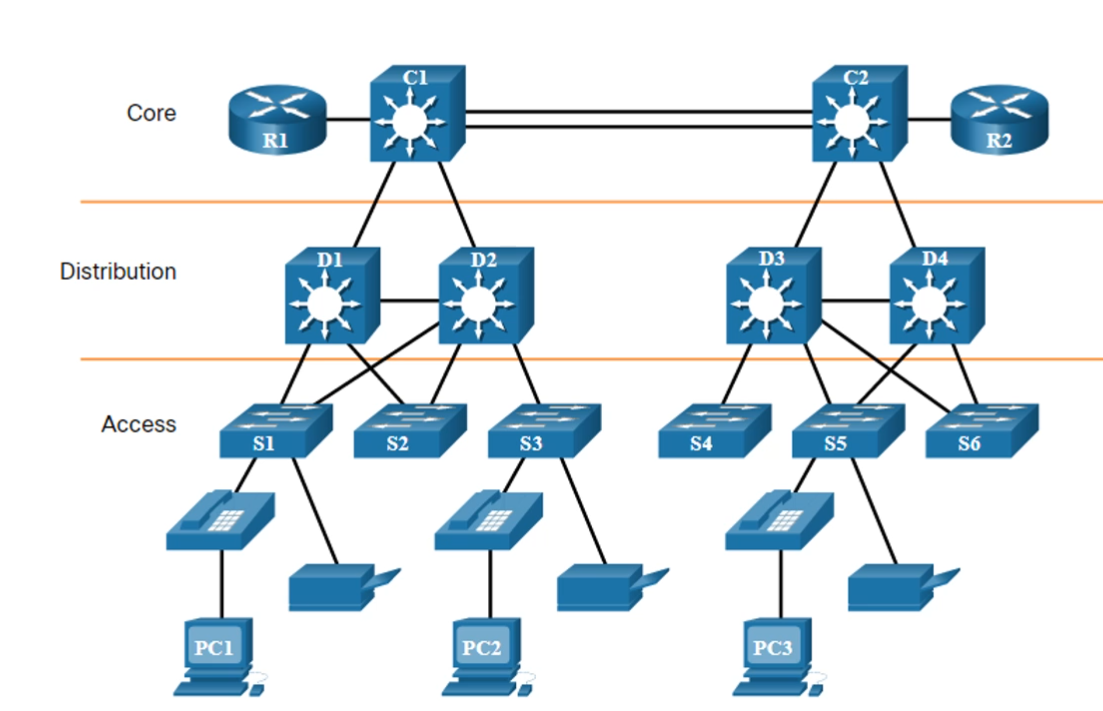 Core
R1
C1
C2
R2
Distribution
D1
D2
D3
D4
Access
S1
S2
S3
S4
S5
S6
PC1
PC2
PC3